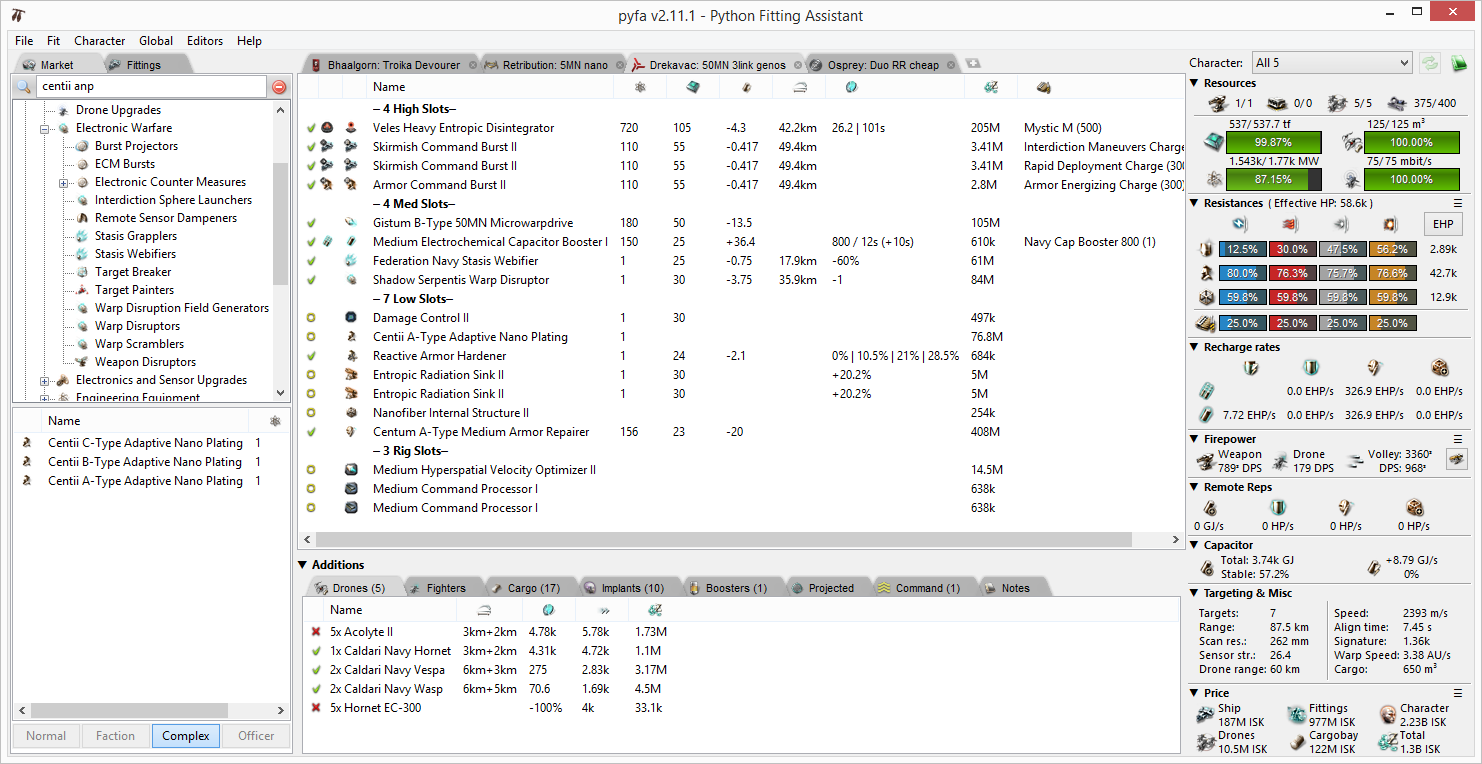 pyfa v2.11.1 - Python Fitting Assistant
File Fit Character Global Editors Help
Market Fittings
centii anp
Drone Upgrades
Electronic Warfare
Burst Projectors
ECM Bursts
Electronic Counter Measures
Interdiction Sphere Launchers
Remote Sensor Dampeners
Stasis Grapplers
Stasis Webifiers
Target Breaker
Target Painters
Warp Disruption Field Generators
Warp Disruptors
Warp Scramblers
Weapon Disruptors
Electronics and Sensor Upgrades
Engineering Equipment
Name
Centii C-Type Adaptive Nano Plating 1
Centii B-Type Adaptive Nano Plating 1
Centii A-Type Adaptive Nano Plating 1
Normal Faction Complex Officer
Bhaalgorn: Troika Devourer Retribution: 5MN nano Drekavac: 50MN 3link genos Osprey: Duo RR cheap
Name
– 4 High Slots–
Veles Heavy Entropic Disintegrator 720 105 -4.3 42.2km 26.2 | 101s 205M Mystic M (500)
Skirmish Command Burst II 110 55 -0.417 49.4km 3.41M Interdiction Maneuvers Charge
Skirmish Command Burst II 110 55 -0.417 49.4km 3.41M Rapid Deployment Charge (300
Armor Command Burst II 110 55 -0.417 49.4km 2.8M Armor Energizing Charge (300)
– 4 Med Slots–
Gistum B-Type 50MN Microwarpdrive 180 50 -13.5 105M
Medium Electrochemical Capacitor Booster I 150 25 +36.4 800 / 12s (+10s) 610k Navy Cap Booster 800 (1)
Federation Navy Stasis Webifier 1 25 -0.75 17.9km -60% 61M
Shadow Serpentis Warp Disruptor 1 30 -3.75 35.9km -1 84M
– 7 Low Slots–
Damage Control II 1 30 497k
Centii A-Type Adaptive Nano Plating 1 76.8M
Reactive Armor Hardener 1 24 -2.1 0% | 10.5% | 21% | 28.5% 684k
Entropic Radiation Sink II 1 30 +20.2% 5M
Entropic Radiation Sink II 1 30 +20.2% 5M
Nanofiber Internal Structure II 254k
Centum A-Type Medium Armor Repairer 156 23 -20 408M
– 3 Rig Slots–
Medium Hyperspatial Velocity Optimizer II 14.5M
Medium Command Processor I 638k
Medium Command Processor I 638k
Additions
Drones (5) Fighters Cargo (17) Implants (10) Boosters (1) Projected Command (1) Notes
Name
5x Acolyte II 3km+2km 4.78k 5.78k 1.73M
1x Caldari Navy Hornet 3km+2km 4.31k 4.72k 1.1M
2x Caldari Navy Vespa 6km+3km 275 2.83k 3.17M
2x Caldari Navy Wasp 6km+5km 70.6 1.69k 4.5M
5x Hornet EC-300 -100% 4k 33.1k
Character: All 5
Resources
1/1 0/0 5/5 375/400
537/ 537.7 tf 125/ 125 m³
99.87% 100.00%
1.543k/ 1.77k MW 75/ 75 mbit/s
87.15% 100.00%
Resistances ( Effective HP: 58.6k )
EHP
12.5% 30.0% 47.5% 56.2% 2.89k
80.0% 76.3% 75.7% 76.6% 42.7k
59.8% 59.8% 59.8% 59.8% 12.9k
25.0% 25.0% 25.0% 25.0%
Recharge rates
0.0 EHP/s 326.9 EHP/s 0.0 EHP/s
7.72 EHP/s 0.0 EHP/s 326.9 EHP/s 0.0 EHP/s
Firepower
Weapon Drone Volley: 3360ˢ
789ˢ DPS 179 DPS DPS: 968ˢ
Remote Reps
0 GJ/s 0 HP/s 0 HP/s 0 HP/s
Capacitor
Total: 3.74k GJ +8.79 GJ/s
Stable: 57.2% 0%
Targeting & Misc
Targets: 7 Speed: 2393 m/s
Range: 87.5 km Align time: 7.45 s
Scan res.: 262 mm Signature: 1.36k
Sensor str.: 26.4 Warp Speed: 3.38 AU/s
Drone range: 60 km Cargo: 650 m³
Price
Ship Fittings Character
187M ISK 977M ISK 2.23B ISK
Drones Cargobay Total
10.5M ISK 122M ISK 1.3B ISK